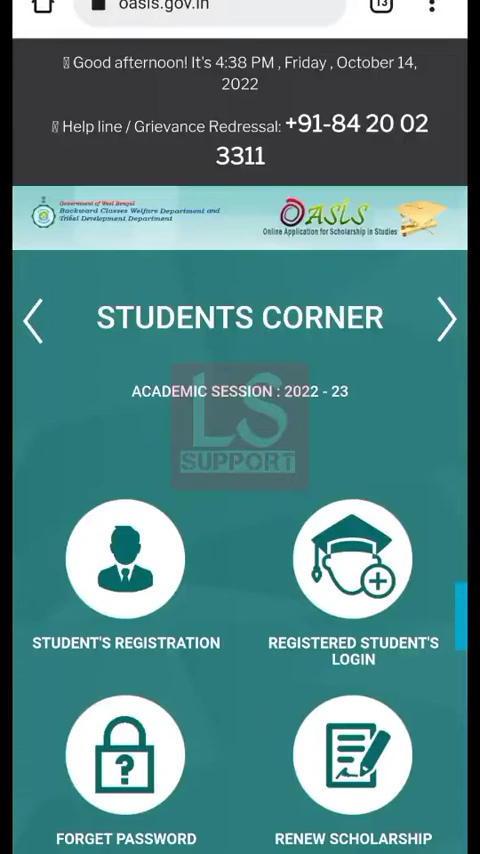 oasis.gov.in
13
Good afternoon! It's 4:38 PM , Friday , October 14,
2022
Help line / Grievance Redressal: +91-84 20 02
3311
Government of West Bengal
Backward Classes Welfare Department and
Tribal Development Department
OASIS
Online Application for Scholarship in Studies
STUDENTS CORNER
ACADEMIC SESSION : 2022 - 23
LS
SUPPORT
STUDENT'S REGISTRATION
REGISTERED STUDENT'S
LOGIN
FORGET PASSWORD
RENEW SCHOLARSHIP